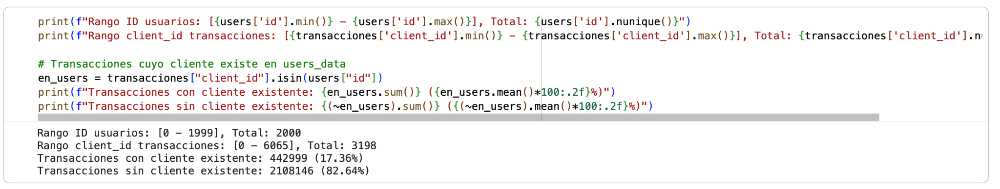 print(f"Rango ID usuarios: [{users['id'].min()} - {users['id'].max()}], Total: {users['id'].nunique()}")
print(f"Rango client_id transacciones: [{transacciones['client_id'].min()} - {transacciones['client_id'].max()}], Total: {transacciones['client_id'].n
# Transacciones cuyo cliente existe en users_data
en_users = transacciones["client_id"].isin(users["id"])
print(f"Transacciones con cliente existente: {en_users.sum()} ({en_users.mean()*100:.2f}%)")
print(f"Transacciones sin cliente existente: {(~en_users).sum()} ({(~en_users).mean()*100:.2f}%)")
Rango ID usuarios: [0 - 1999], Total: 2000
Rango client_id transacciones: [0 - 6065], Total: 3198
Transacciones con cliente existente: 442999 (17.36%)
Transacciones sin cliente existente: 2108146 (82.64%)